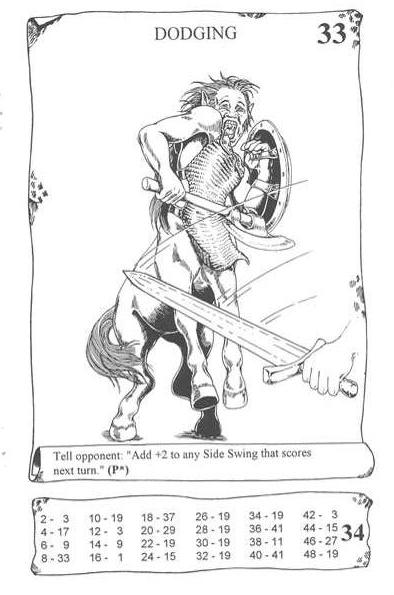 DODGING 33
Tell opponent: "Add +2 to any Side Swing that scores
next turn." (P*)
2 - 3 10 - 19 18 - 37 26 - 19 34 - 19 42 - 3
4 - 17 12 - 3 20 - 29 28 - 19 36 - 41 44 - 15
6 - 9 14 - 9 22 - 19 30 - 19 38 - 11 46 - 27
8 - 33 16 - 1 24 - 15 32 - 19 40 - 41 48 - 19
34